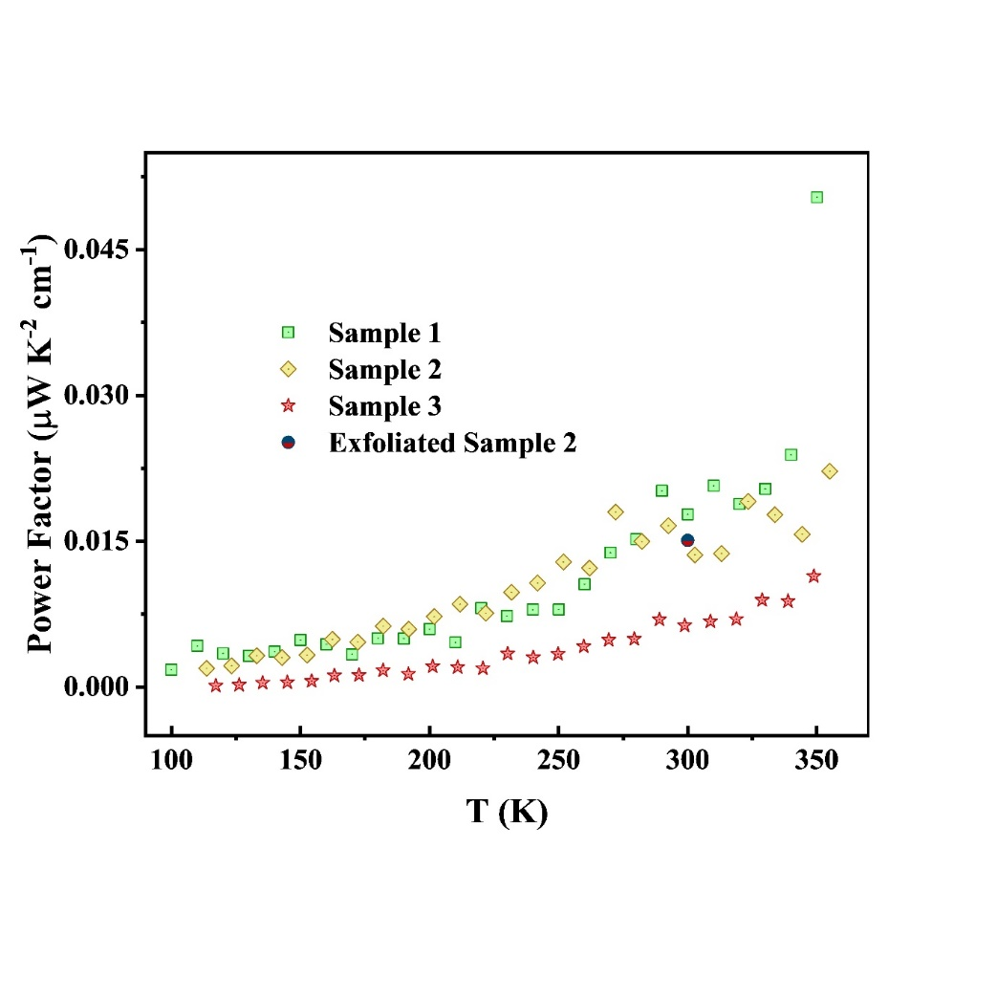 Power Factor (μW K⁻² cm⁻¹)
0.045
0.030
0.015
0.000
Sample 1
Sample 2
Sample 3
Exfoliated Sample 2
100 150 200 250 300 350
T (K)